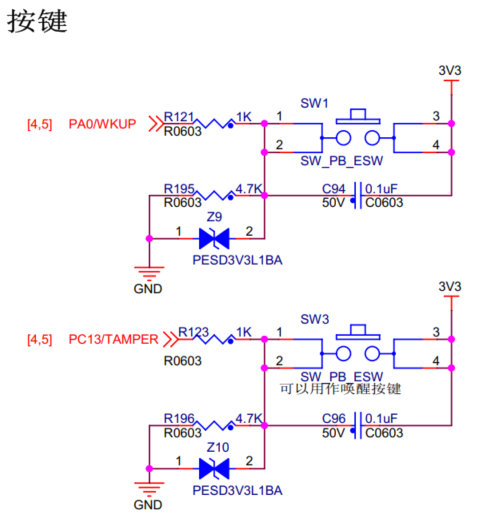 按键
3V3
SW1
[4,5] PA0/WKUP R121 1K 1 3
R0603
2 4
SW_PB_ESW
R195 4.7K C94 0.1uF
R0603 50V C0603
Z9
1 2
PESD3V3L1BA
GND
3V3
SW3
[4,5] PC13/TAMPER R123 1K 1 3
R0603
2 4
SW_PB_ESW
可以用作唤醒按键
R196 4.7K C96 0.1uF
R0603 50V C0603
Z10
1 2
PESD3V3L1BA
GND